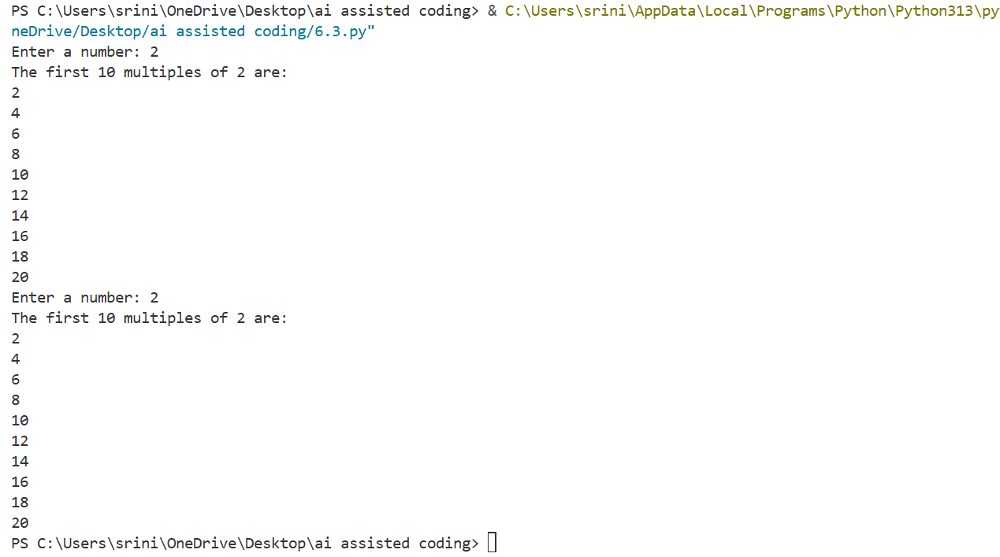 PS C:\Users\srini\OneDrive\Desktop\ai assisted coding> & C:\Users\srini\AppData\Local\Programs\Python\Python313\py
neDrive/Desktop/ai assisted coding/6.3.py"
Enter a number: 2
The first 10 multiples of 2 are:
2
4
6
8
10
12
14
16
18
20
Enter a number: 2
The first 10 multiples of 2 are:
2
4
6
8
10
12
14
16
18
20
PS C:\Users\srini\OneDrive\Desktop\ai assisted coding>